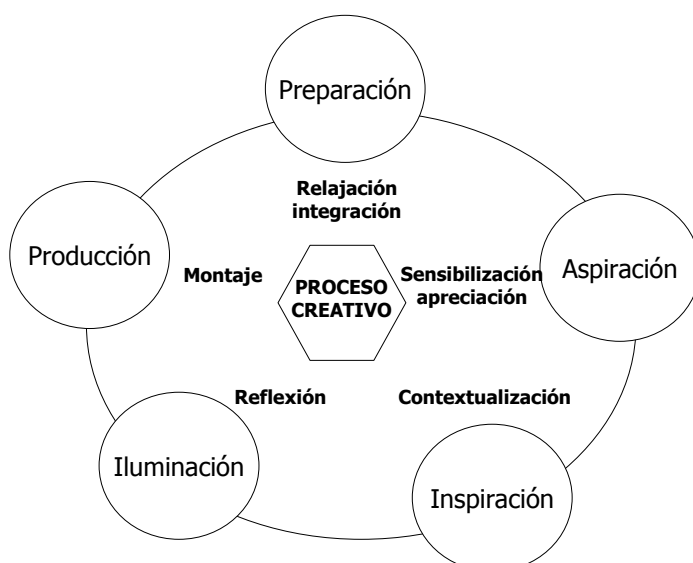 Preparación
Relajación
integración
Producción
Montaje
PROCESO
CREATIVO
Sensibilización
apreciación
Aspiración
Reflexión
Contextualización
Iluminación
Inspiración